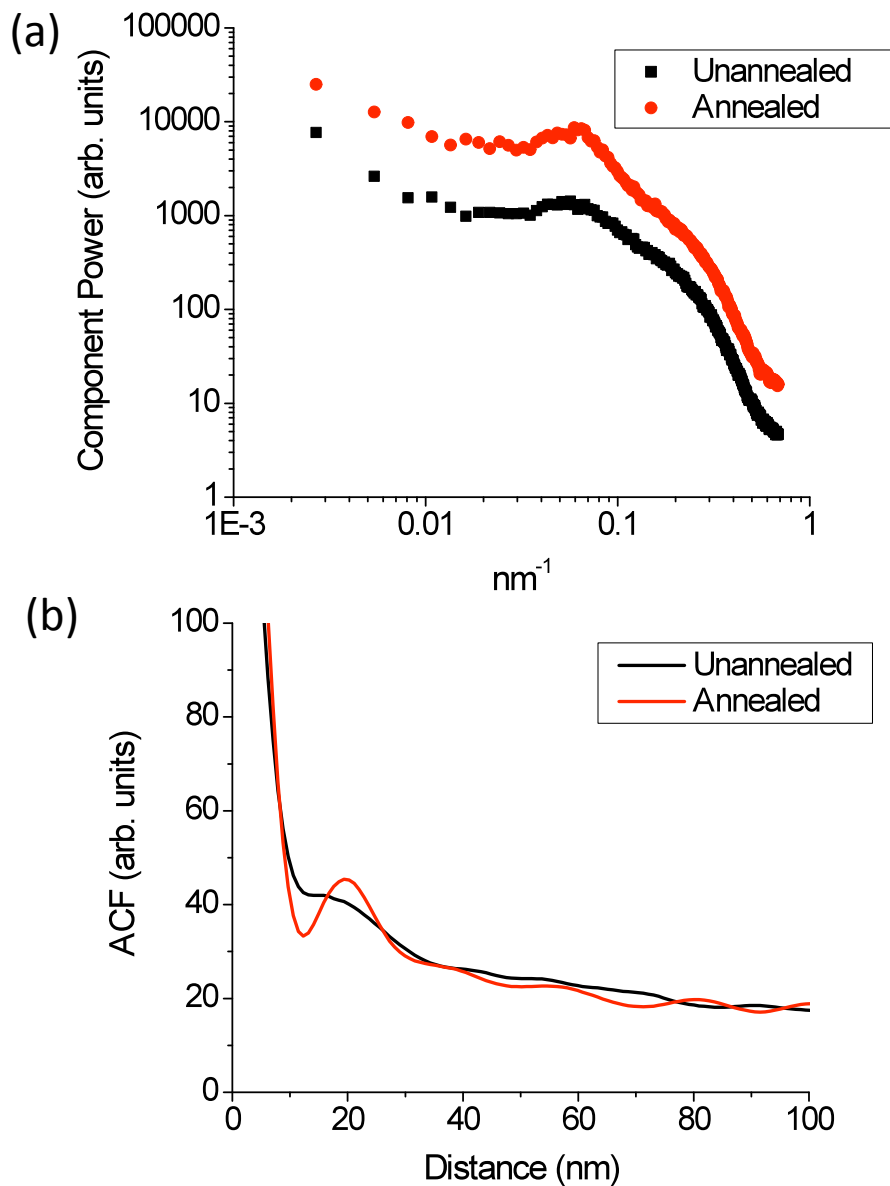 (a)
Component Power (arb. units)
100000
10000
1000
100
10
1
1E-3
0.01
0.1
1
nm-1
Unannealed
Annealed
(b)
ACF (arb. units)
100
80
60
40
20
0
0
20
40
60
80
100
Distance (nm)
Unannealed
Annealed